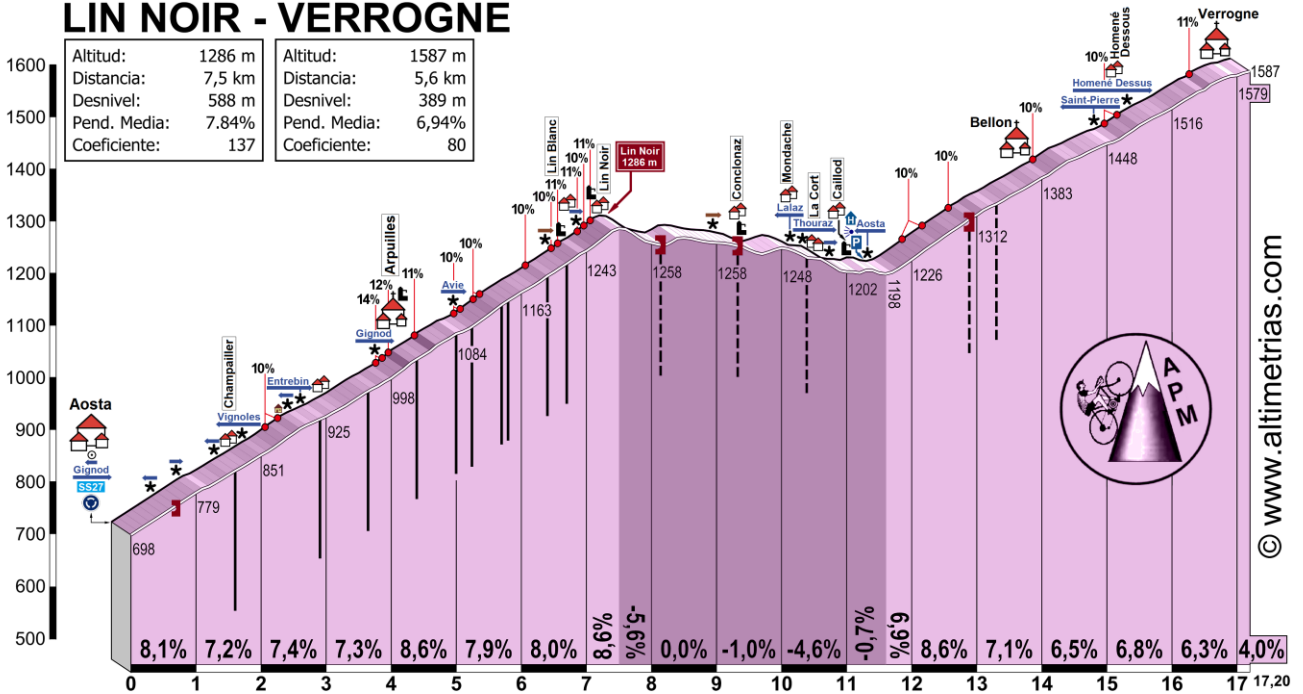 LIN NOIR - VERROGNE
Altitud: 1286 m
Distancia: 7,5 km
Desnivel: 588 m
Pend. Media: 7.84%
Coeficiente: 137
Altitud: 1587 m
Distancia: 5,6 km
Desnivel: 389 m
Pend. Media: 6,94%
Coeficiente: 80
1600
1500
1400
1300
1200
1100
1000
900
800
700
600
500
Aosta
Gignod
SS27
Champailler
Vignoles
10%
Entrebin
Gignod
14%
12%
Arpuilles
11%
Avie
10%
10%
10%
10%
11%
Lin Blanc
11%
10%
11%
Lin Noir
Lin Noir
1286 m
Conclonaz
Mondache
Lalaz
Thouraz
La Cort
Caillod
H
P
Aosta
10%
10%
Bellon
10%
Saint-Pierre
Homené Dessus
10%
Homené
Dessous
11%
Verrogne
698
779
851
925
998
1084
1163
1243
1258
1258
1248
1202
1198
1226
1312
1383
1448
1516
1579
1587
8,1%
7,2%
7,4%
7,3%
8,6%
7,9%
8,0%
8,9%
-5,6%
0,0%
-1,0%
-4,6%
-0,7%
6,9%
8,6%
7,1%
6,5%
6,8%
6,3%
4,0%
0 1 2 3 4 5 6 7 8 9 10 11 12 13 14 15 16 17 17,20
APM
© www.altimetrias.com